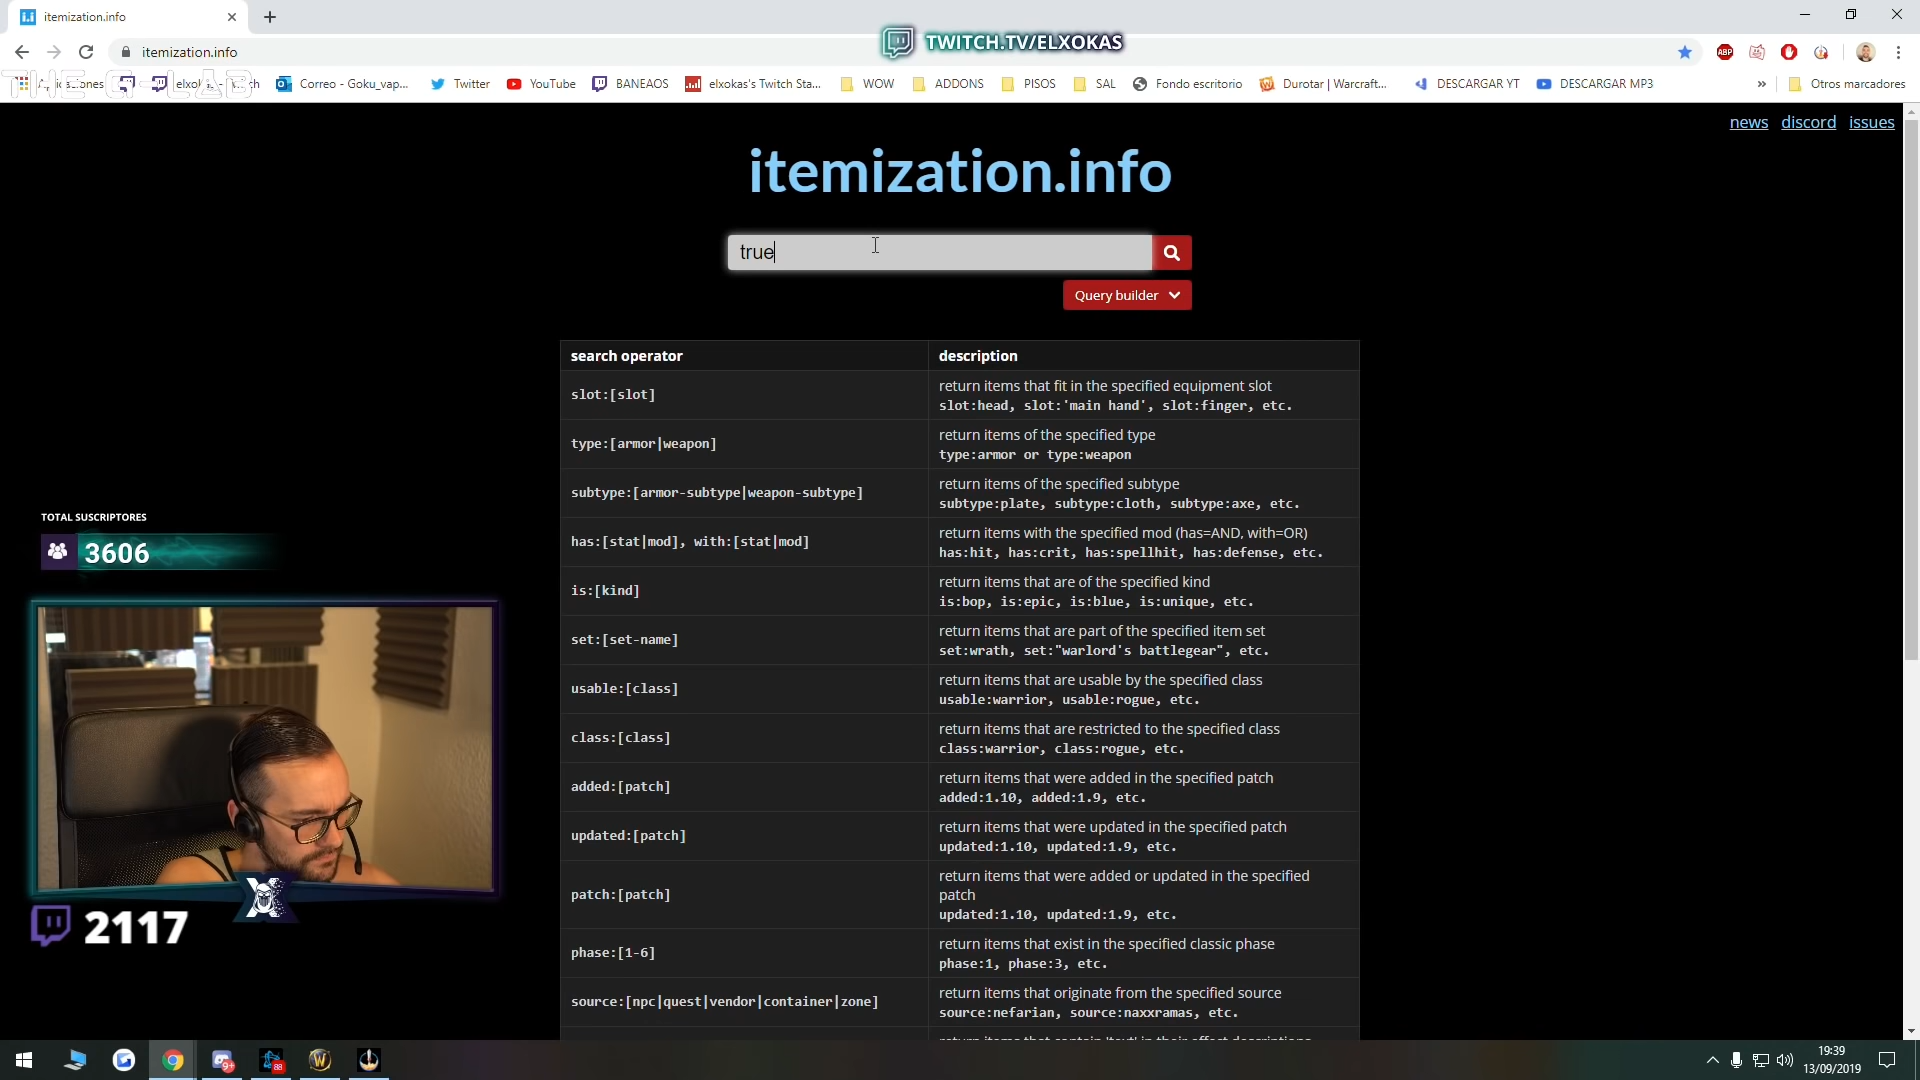 itemization.info
itemization.info
TWITCH.TV/ELXOKAS
Correo - Goku_vap...
Twitter
YouTube
BANEAOS
elxokas's Twitch Sta...
WOW
ADDONS
PISOS
SAL
Fondo escritorio
Durotar | Warcraft...
DESCARGAR YT
DESCARGAR MP3
»
Otros marcadores
news discord issues
itemization.info
true
Query builder
search operator description
slot:[slot] return items that fit in the specified equipment slot
slot:head, slot:'main hand', slot:finger, etc.
type:[armor|weapon] return items of the specified type
type:armor or type:weapon
subtype:[armor-subtype|weapon-subtype] return items of the specified subtype
subtype:plate, subtype:cloth, subtype:axe, etc.
has:[stat|mod], with:[stat|mod] return items with the specified mod (has=AND, with=OR)
has:hit, has:crit, has:spellhit, has:defense, etc.
is:[kind] return items that are of the specified kind
is:bop, is:epic, is:blue, is:unique, etc.
set:[set-name] return items that are part of the specified item set
set:wrath, set:"warlord's battlegear", etc.
usable:[class] return items that are usable by the specified class
usable:warrior, usable:rogue, etc.
class:[class] return items that are restricted to the specified class
class:warrior, class:rogue, etc.
added:[patch] return items that were added in the specified patch
added:1.10, added:1.9, etc.
updated:[patch] return items that were updated in the specified patch
updated:1.10, updated:1.9, etc.
patch:[patch] return items that were added or updated in the specified
patch
updated:1.10, updated:1.9, etc.
phase:[1-6] return items that exist in the specified classic phase
phase:1, phase:3, etc.
source:[npc|quest|vendor|container|zone] return items that originate from the specified source
source:nefarian, source:naxxramas, etc.
TOTAL SUSCRIPTORES
3606
2117
19:39
13/09/2019